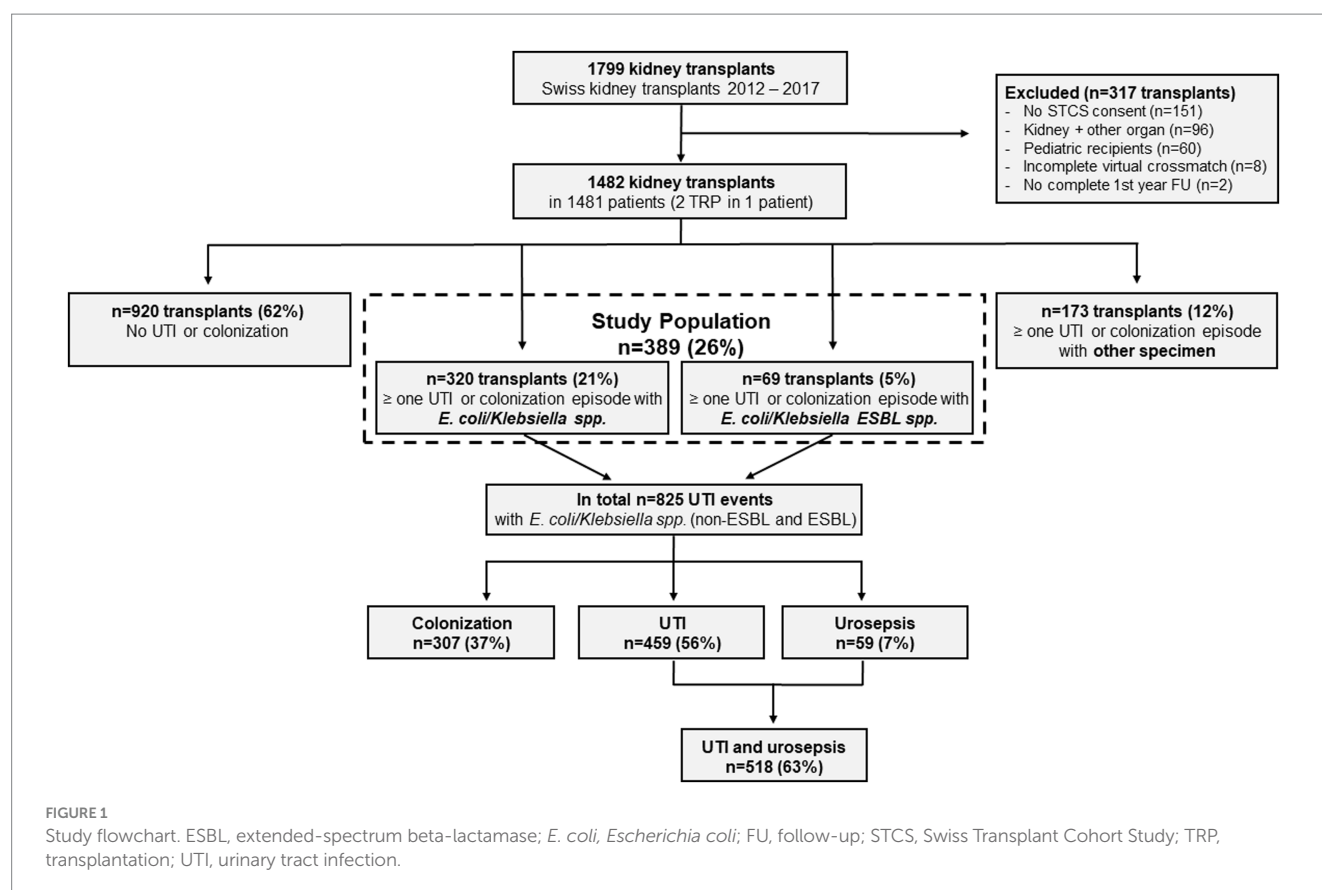 1799 kidney transplants
Swiss kidney transplants 2012 – 2017
Excluded (n=317 transplants)
- No STCS consent (n=151)
- Kidney + other organ (n=96)
- Pediatric recipients (n=60)
- Incomplete virtual crossmatch (n=8)
- No complete 1st year FU (n=2)
1482 kidney transplants
in 1481 patients (2 TRP in 1 patient)
n=920 transplants (62%)
No UTI or colonization
Study Population
n=389 (26%)
n=320 transplants (21%)
≥ one UTI or colonization episode with
E. coli/Klebsiella spp.
n=69 transplants (5%)
≥ one UTI or colonization episode with
E. coli/Klebsiella ESBL spp.
n=173 transplants (12%)
≥ one UTI or colonization episode
with other specimen
In total n=825 UTI events
with E. coli/Klebsiella spp. (non-ESBL and ESBL)
Colonization
n=307 (37%)
UTI
n=459 (56%)
Urosepsis
n=59 (7%)
UTI and urosepsis
n=518 (63%)
FIGURE 1
Study flowchart. ESBL, extended-spectrum beta-lactamase; E. coli, Escherichia coli; FU, follow-up; STCS, Swiss Transplant Cohort Study; TRP,
transplantation; UTI, urinary tract infection.